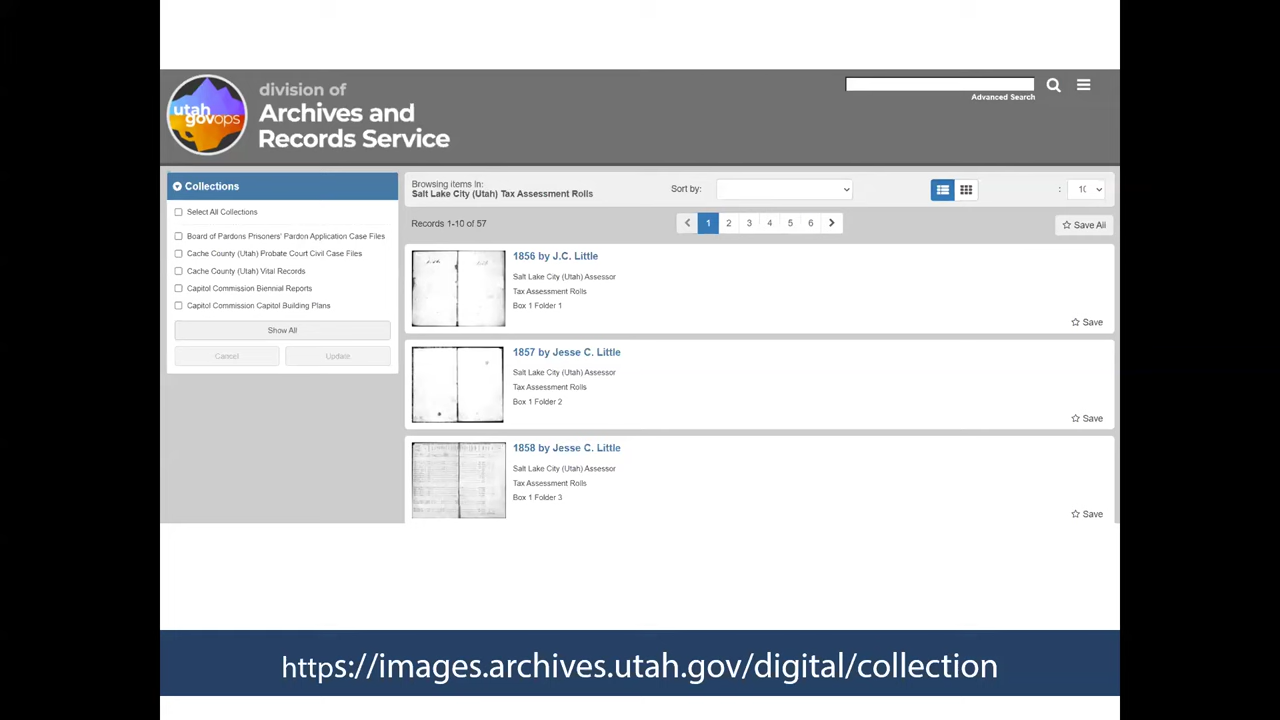 utah
govops
division of
Archives and
Records Service
Advanced Search
Collections
Select All Collections
Board of Pardons Prisoners' Pardon Application Case Files
Cache County (Utah) Probate Court Civil Case Files
Cache County (Utah) Vital Records
Capitol Commission Biennial Reports
Capitol Commission Capitol Building Plans
Show All
Cancel Update
Browsing items in:
Salt Lake City (Utah) Tax Assessment Rolls
Sort by:
: 10
Records 1-10 of 57
1 2 3 4 5 6
Save All
1856 by J.C. Little
Salt Lake City (Utah) Assessor
Tax Assessment Rolls
Box 1 Folder 1
Save
1857 by Jesse C. Little
Salt Lake City (Utah) Assessor
Tax Assessment Rolls
Box 1 Folder 2
Save
1858 by Jesse C. Little
Salt Lake City (Utah) Assessor
Tax Assessment Rolls
Box 1 Folder 3
Save
https://images.archives.utah.gov/digital/collection